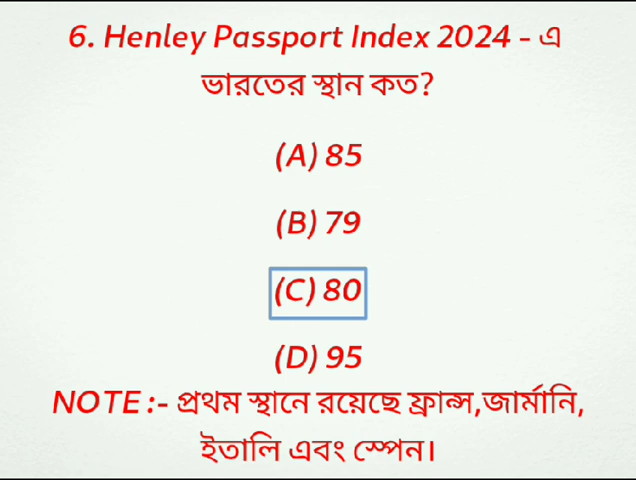 6. Henley Passport Index 2024 - এ
ভারতের স্থান কত?
(A) 85
(B) 79
(C) 80
(D) 95
NOTE :- প্রথম স্থানে রয়েছে ফ্রান্স,জার্মানি,
ইতালি এবং স্পেন।